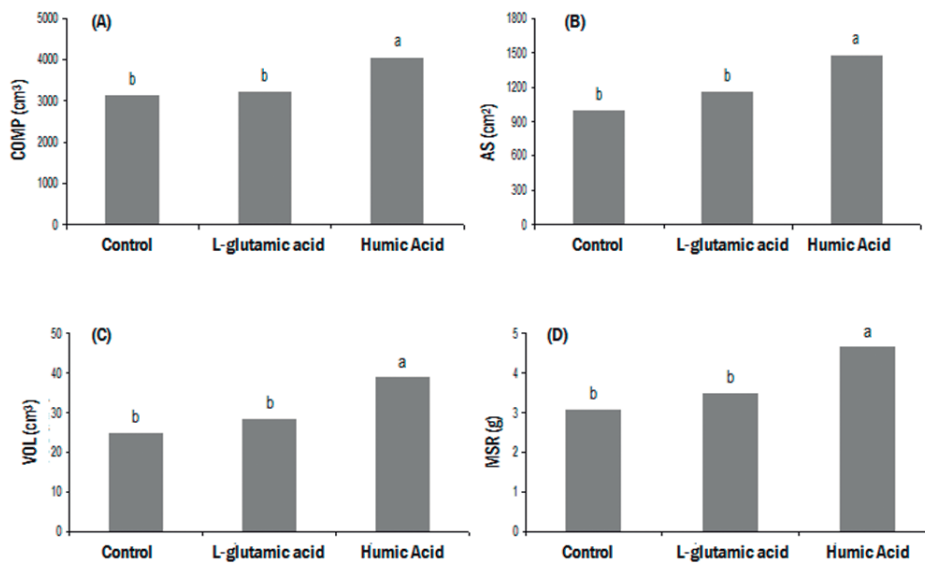 (A)
COMP (cm³)
5000
4000
3000
2000
1000
0
b
b
a
Control L-glutamic acid Humic Acid
(B)
AS (cm²)
1800
1500
1200
900
600
300
0
b
b
a
Control L-glutamic acid Humic Acid
(C)
VOL (cm³)
50
40
30
20
10
0
b
b
a
Control L-glutamic acid Humic Acid
(D)
MSR (g)
5
4
3
2
1
0
b
b
a
Control L-glutamic acid Humic Acid